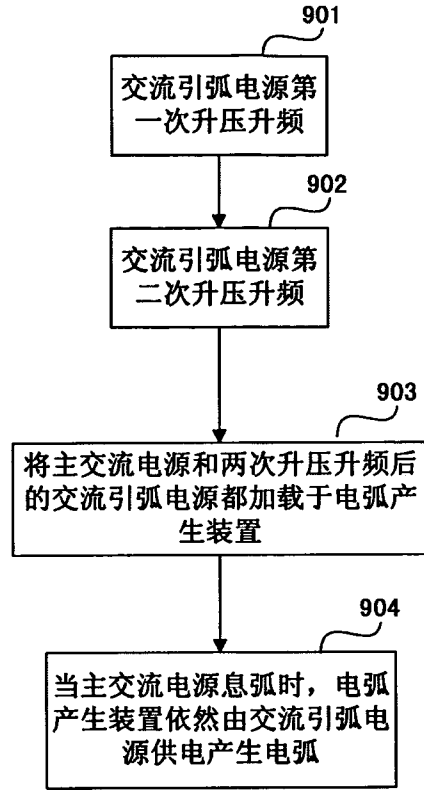 901
交流引弧电源第
一次升压升频
902
交流引弧电源第
二次升压升频
903
将主交流电源和两次升压升频后
的交流引弧电源都加载于电弧产
生装置
904
当主交流电源息弧时，电弧
产生装置依然由交流引弧电
源供电产生电弧